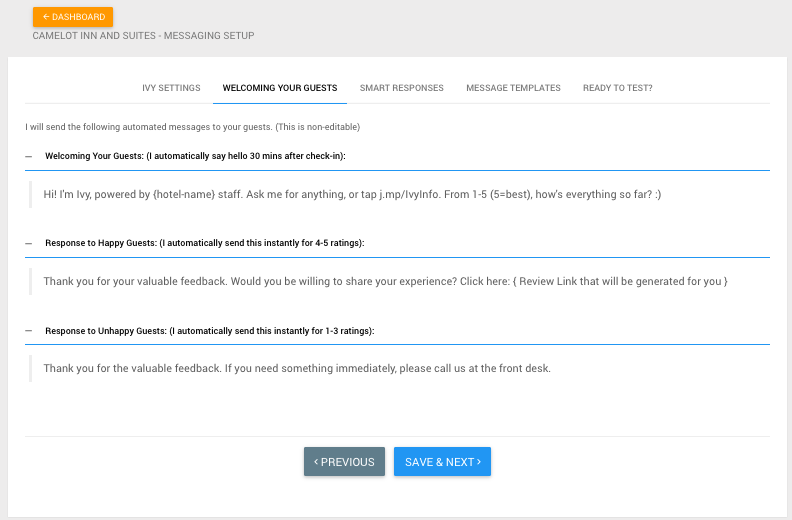 ← DASHBOARD
CAMELOT INN AND SUITES - MESSAGING SETUP
IVY SETTINGS WELCOMING YOUR GUESTS SMART RESPONSES MESSAGE TEMPLATES READY TO TEST?
I will send the following automated messages to your guests. (This is non-editable)
– Welcoming Your Guests: (I automatically say hello 30 mins after check-in):
Hi! I'm Ivy, powered by {hotel-name} staff. Ask me for anything, or tap j.mp/IvyInfo. From 1-5 (5=best), how's everything so far? :)
– Response to Happy Guests: (I automatically send this instantly for 4-5 ratings):
Thank you for your valuable feedback. Would you be willing to share your experience? Click here: { Review Link that will be generated for you }
– Response to Unhappy Guests: (I automatically send this instantly for 1-3 ratings):
Thank you for the valuable feedback. If you need something immediately, please call us at the front desk.
‹ PREVIOUS SAVE & NEXT ›